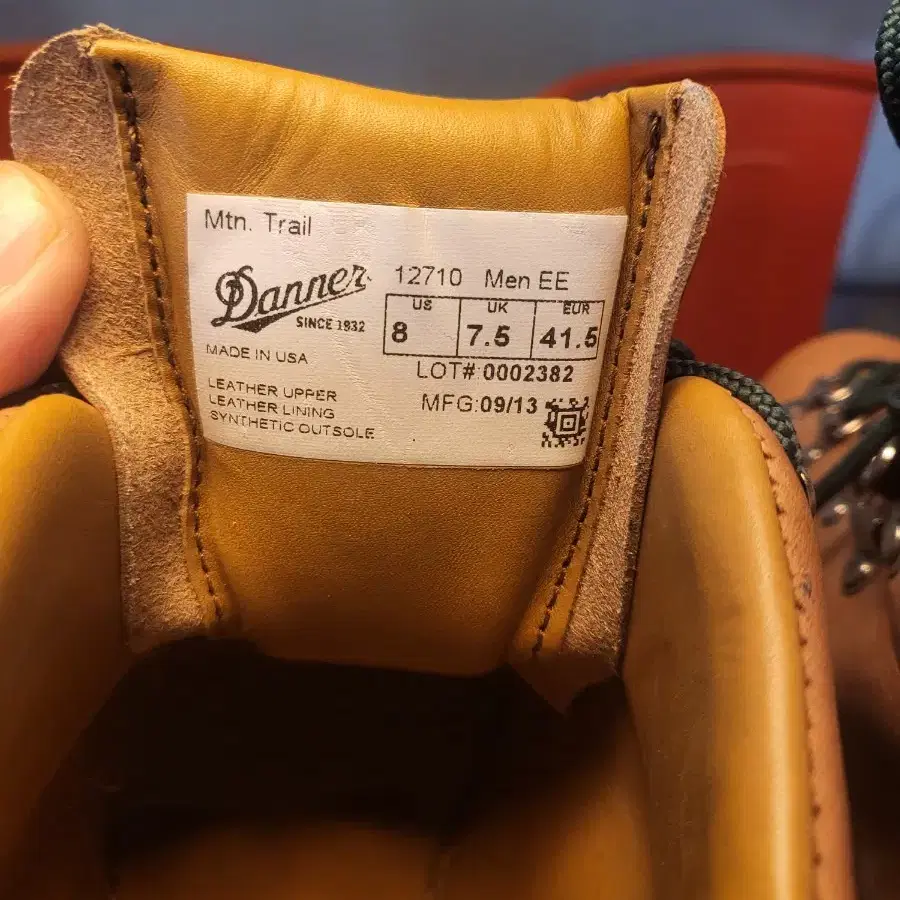 Mtn. Trail
Danner
SINCE 1932
12710 Men EE
US UK EUR
8 7.5 41.5
LOT# 0002382
MFG: 09/13
MADE IN USA
LEATHER UPPER
LEATHER LINING
SYNTHETIC OUTSOLE